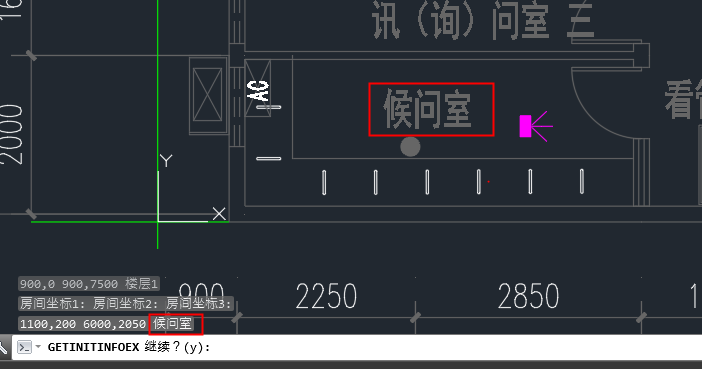 讯（询）问室 三
AC
候问室
2000
Y
X
900,0 900,7500 楼层1
900
2250
2850
房间坐标1: 房间坐标2: 房间坐标3:
1100,200 6000,2050 候问室
GETINITINFOEX 继续？(y):